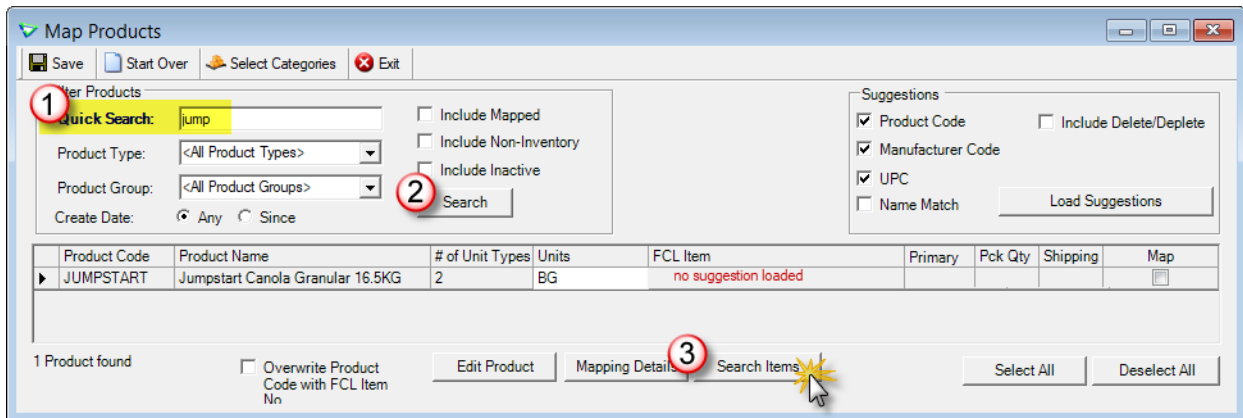 Map Products
Save Start Over Select Categories Exit
1
Quick Search: jump
Product Type: <All Product Types>
Product Group: <All Product Groups>
Create Date: Any Since
Include Mapped
Include Non-Inventory
Include Inactive
2 Search
Suggestions
Product Code
Manufacturer Code
UPC
Name Match
Include Delete/Deplete
Load Suggestions
Product Code Product Name # of Unit Types Units FCL Item Primary Pck Qty Shipping Map
JUMPSTART Jumpstart Canola Granular 16.5KG 2 BG no suggestion loaded
1 Product found
Overwrite Product
Code with FCL Item
No
Edit Product Mapping Details 3 Search Items Select All Deselect All